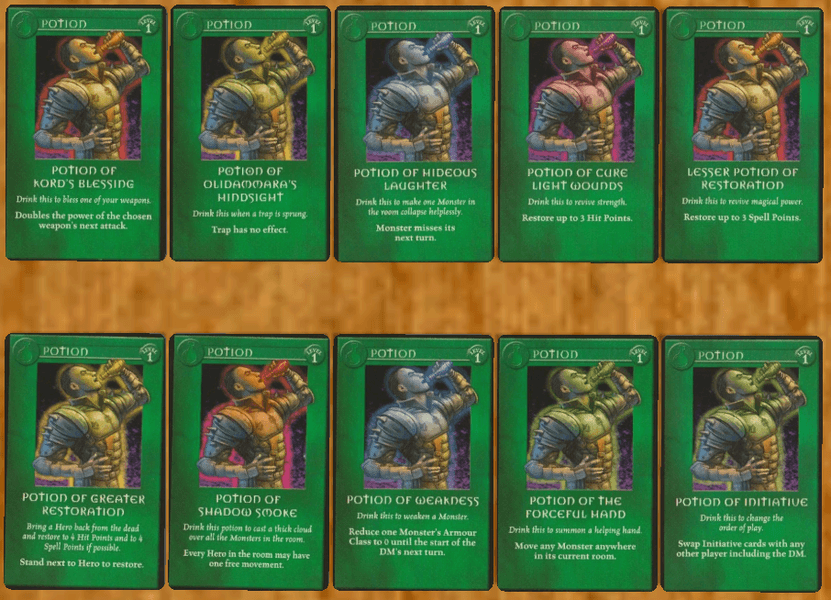 POTION
LEVEL
1
POTION OF
KORD'S BLESSING
Drink this to bless one of your weapons.
Doubles the power of the chosen
weapon's next attack.
POTION
LEVEL
1
POTION OF
OLIDAMMARA'S
HINDSIGHT
Drink this when a trap is sprung.
Trap has no effect.
POTION
LEVEL
1
POTION OF HIDEOUS
LAUGHTER
Drink this to make one Monster in
the room collapse helplessly.
Monster misses its
next turn.
POTION
LEVEL
1
POTION OF CURE
LIGHT WOUNDS
Drink this to revive strength.
Restore up to 3 Hit Points.
POTION
LEVEL
1
LESSER POTION OF
RESTORATION
Drink this to revive magical power.
Restore up to 3 Spell Points.
POTION
LEVEL
1
POTION OF GREATER
RESTORATION
Bring a Hero back from the dead
and restore to 4 Hit Points and to 4
Spell Points if possible.
Stand next to Hero to restore.
POTION
LEVEL
1
POTION OF
SHADOW SMOKE
Drink this potion to cast a thick cloud
over all the Monsters in the room.
Every Hero in the room may have
one free movement.
POTION
LEVEL
1
POTION OF WEAKNESS
Drink this to weaken a Monster.
Reduce one Monster's Armour
Class to 0 until the start of the
DM's next turn.
POTION
LEVEL
1
POTION OF THE
FORCEFUL HAND
Drink this to summon a helping hand.
Move any Monster anywhere
in its current room.
POTION
LEVEL
1
POTION OF INITIATIVE
Drink this to change the
order of play.
Swap Initiative cards with any
other player including the DM.